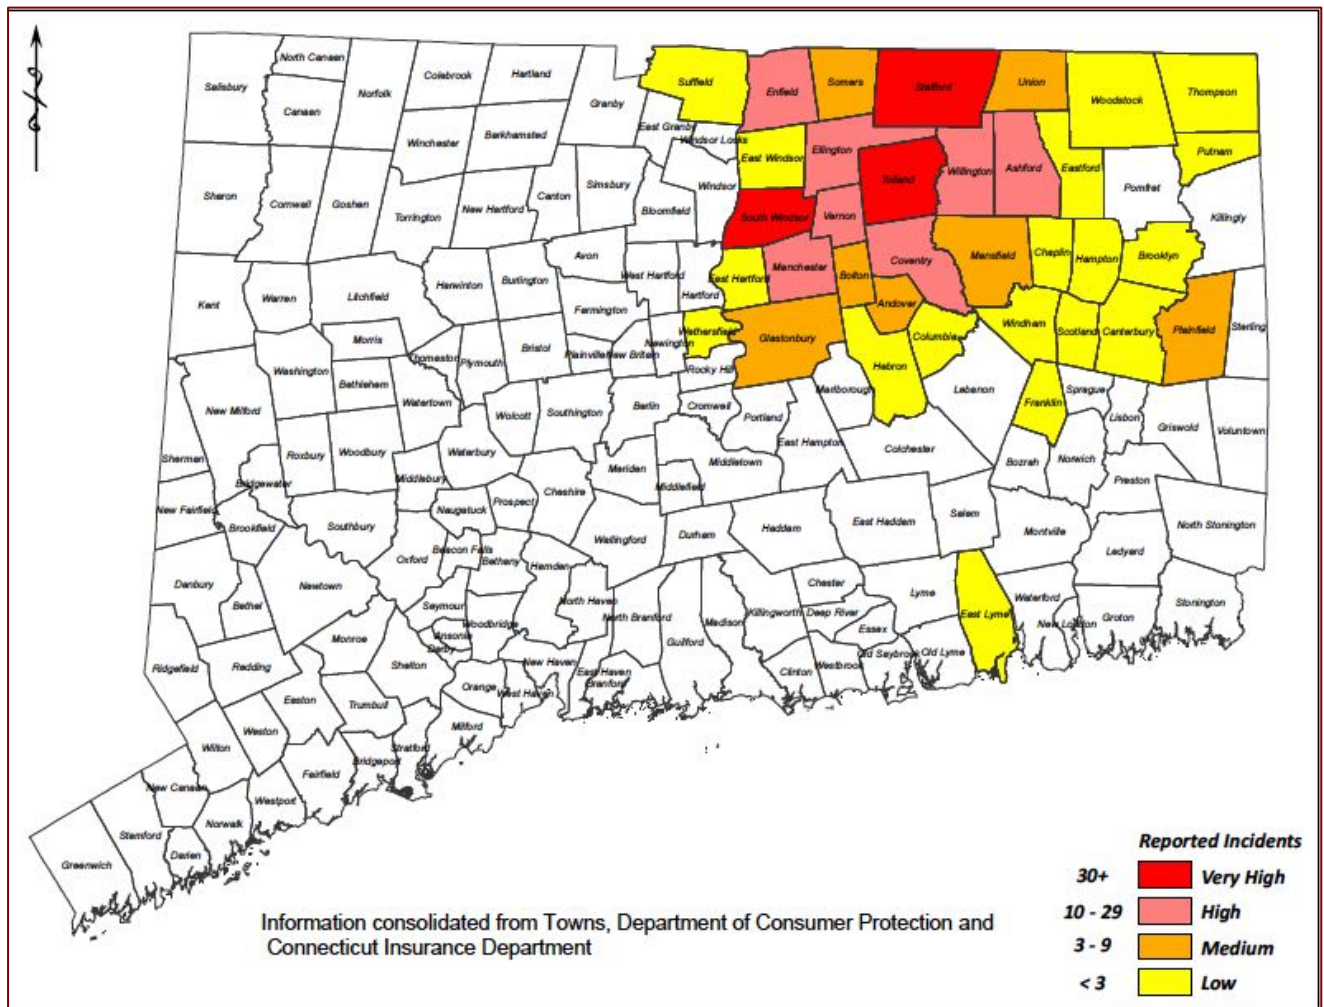 North Canaan
Salisbury
Canaan
Norfolk
Colebrook
Hartland
Granby
Suffield
East Granby
Windsor Locks
Enfield
Somers
Stafford
Union
Woodstock
Thompson
Winchester
Barkhamsted
East Windsor
Ellington
Tolland
Willington
Ashford
Eastford
Pomfret
Putnam
Killingly
Sharon
Cornwall
Goshen
Torrington
New Hartford
Canton
Simsbury
Bloomfield
Windsor
South Windsor
Vernon
Kent
Warren
Litchfield
Harwinton
Burlington
Avon
West Hartford
Hartford
East Hartford
Manchester
Bolton
Coventry
Mansfield
Chaplin
Hampton
Brooklyn
Andover
Morris
Farmington
Newington
Wethersfield
Glastonbury
Columbia
Windham
Scotland
Canterbury
Plainfield
Sterling
Washington
Bethlehem
Thomaston
Plymouth
Bristol
Plainville
New Britain
Rocky Hill
Hebron
Marlborough
Lebanon
Franklin
Sprague
Lisbon
Griswold
Voluntown
New Milford
Watertown
Wolcott
Southington
Berlin
Cromwell
Portland
East Hampton
Colchester
Bozrah
Norwich
Preston
Sherman
Bridgewater
Roxbury
Woodbury
Middlebury
Waterbury
Cheshire
Meriden
Middlefield
Middletown
New Fairfield
Brookfield
Southbury
Naugatuck
Prospect
Wallingford
Durham
Haddam
East Haddam
Salem
Montville
Ledyard
North Stonington
Danbury
Bethel
Newtown
Oxford
Beacon Falls
Bethany
Hamden
North Haven
North Branford
Guilford
Madison
Killingworth
Chester
Deep River
Essex
Lyme
East Lyme
Waterford
New London
Groton
Stonington
Ridgefield
Redding
Monroe
Seymour
Ansonia
Derby
Woodbridge
Shelton
Orange
New Haven
West Haven
East Haven
Branford
Clinton
Westbrook
Old Saybrook
Old Lyme
Easton
Trumbull
Milford
Wilton
Weston
Fairfield
Bridgeport
Stratford
New Canaan
Westport
Norwalk
Stamford
Darien
Greenwich
Reported Incidents
30+ Very High
10 - 29 High
3 - 9 Medium
< 3 Low
Information consolidated from Towns, Department of Consumer Protection and
Connecticut Insurance Department